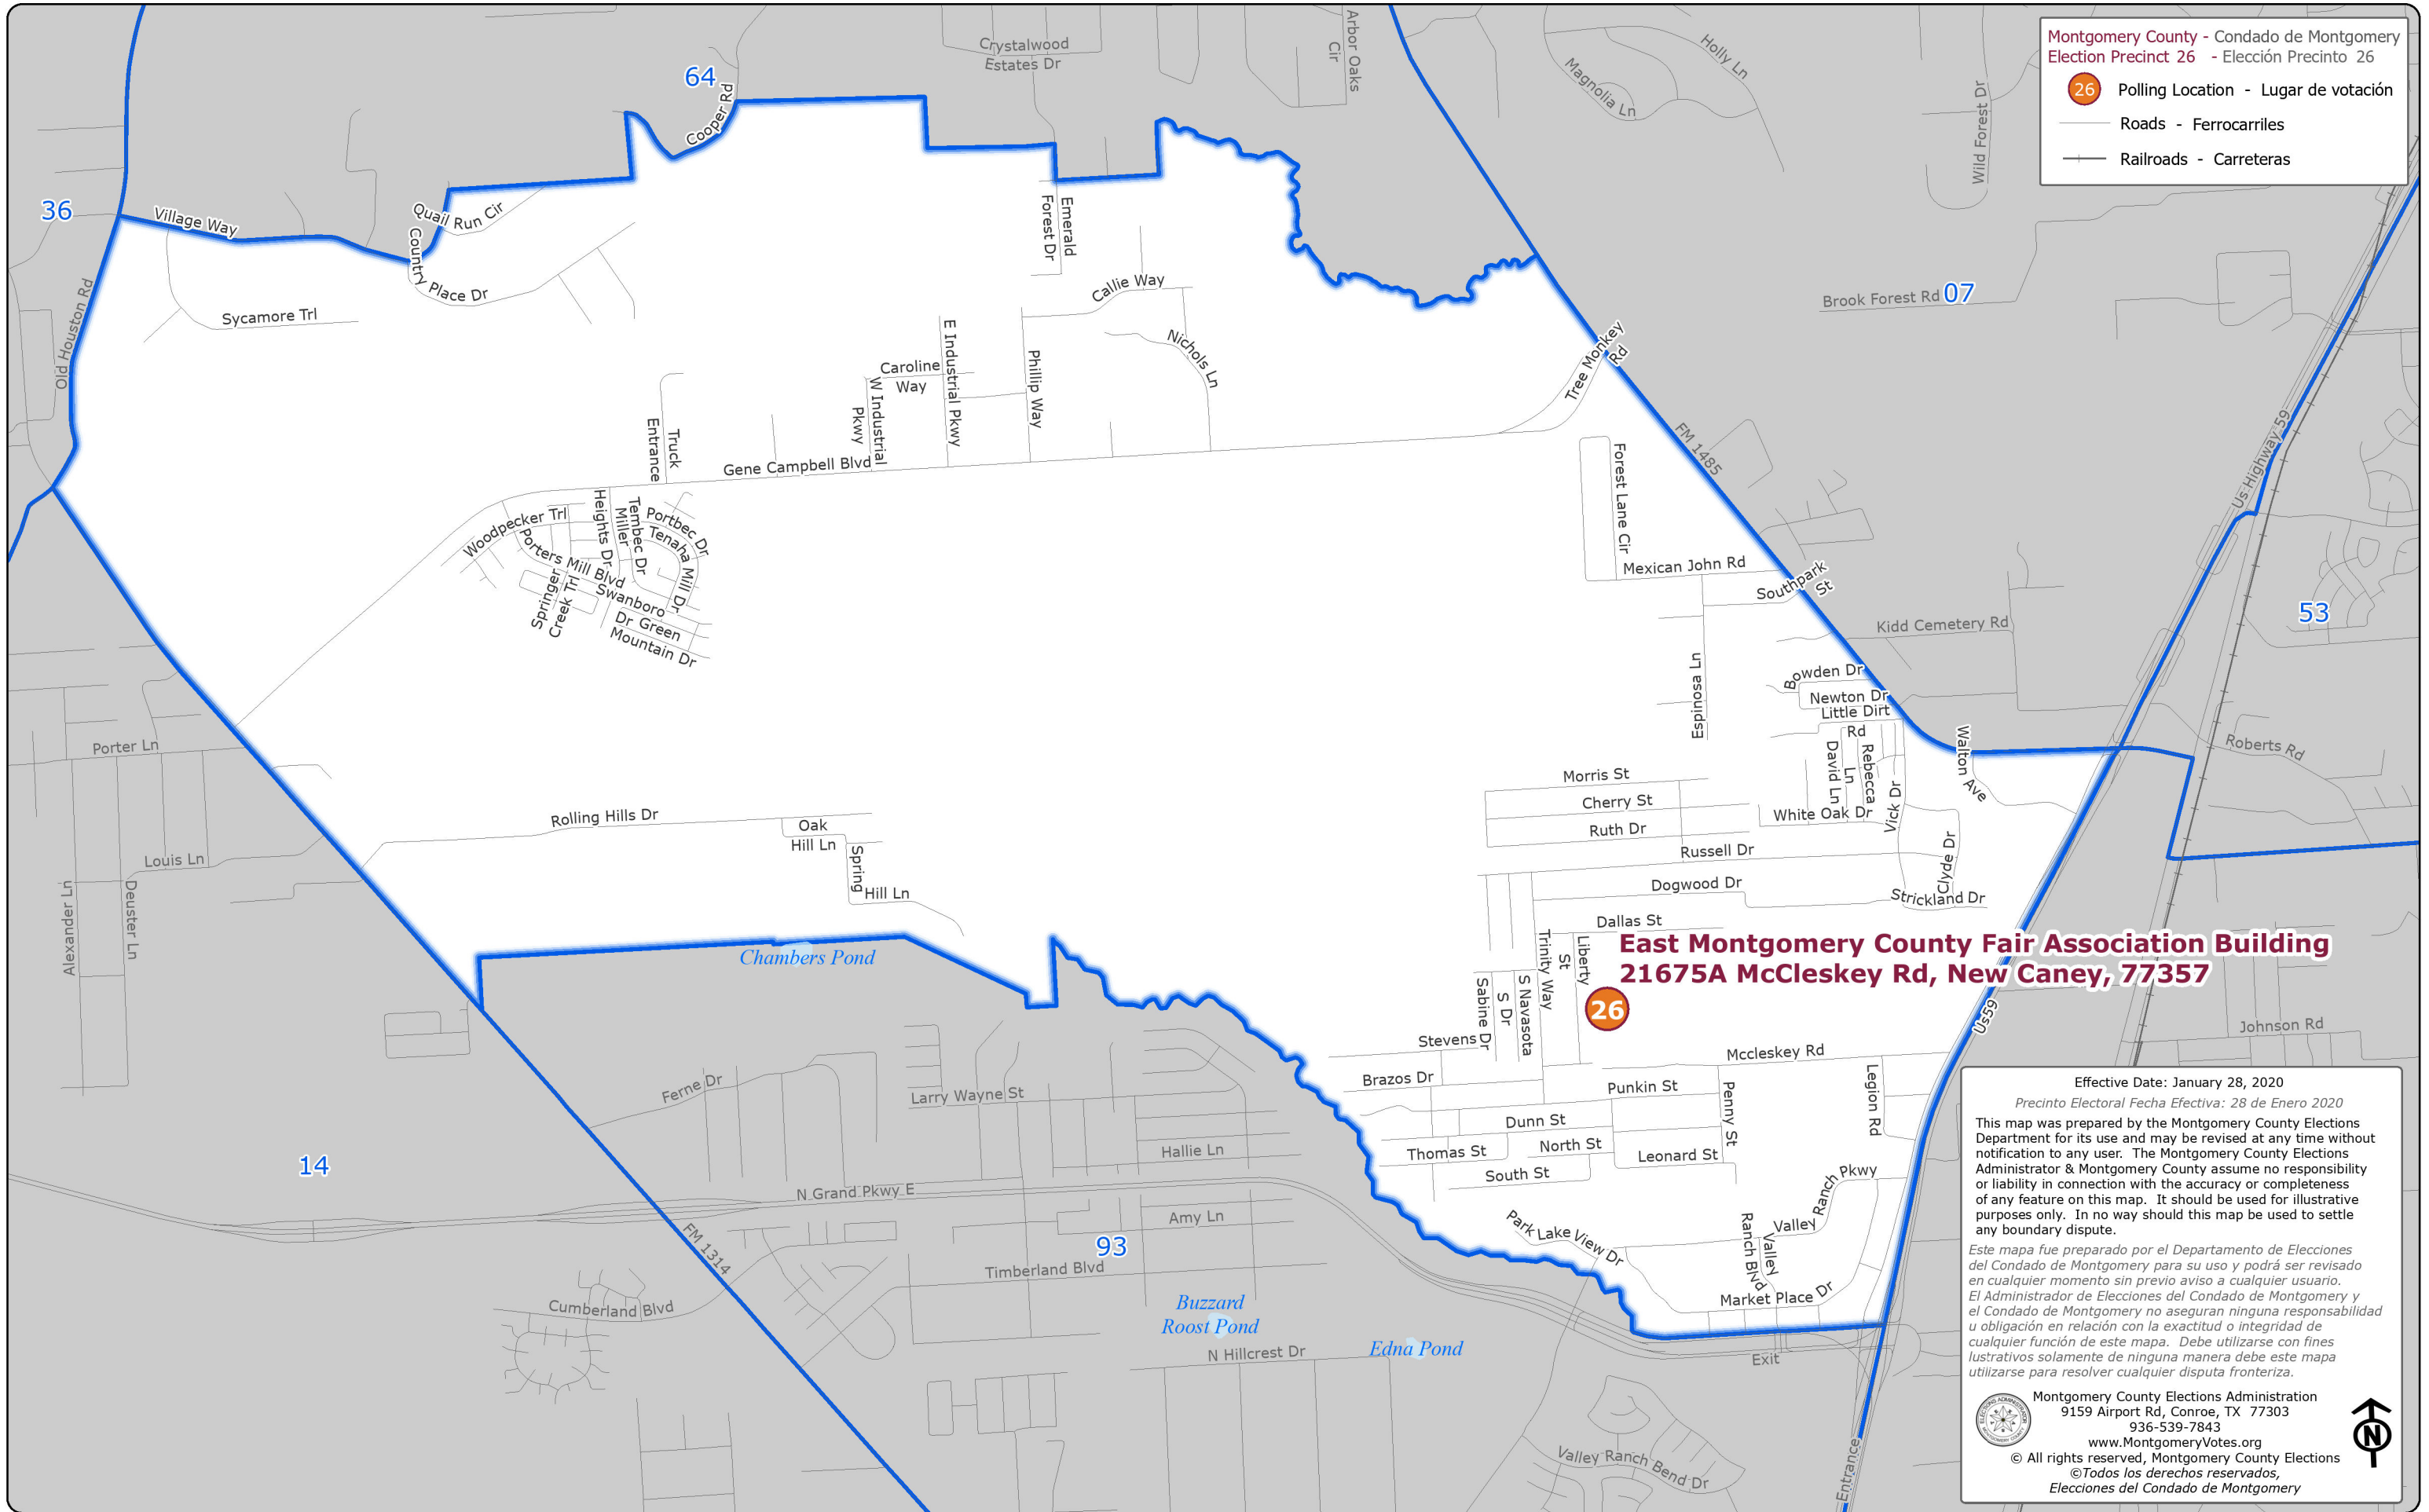 Montgomery County - Condado de Montgomery
Election Precinct 26 - Elección Precinto 26
26
Polling Location - Lugar de votación
Roads - Ferrocarriles
Railroads - Carreteras
Crystalwood
Estates Dr
Arbor Oaks
Cir
Magnolia Ln
Holly Ln
Wild Forest Dr
64
Cooper Rd
36
Village Way
Quail Run Cir
Country Place Dr
Sycamore Trl
Old Houston Rd
Emerald
Forest Dr
Callie Way
Nichols Ln
Brook Forest Rd
07
Tree Monkey
Rd
Caroline
Way
E Industrial Pkwy
W Industrial
Pkwy
Phillip Way
Truck
Entrance
Gene Campbell Blvd
FM 1485
Us Highway 59
Forest Lane Cir
Woodpecker Trl
Heights Dr
Miller
Tembec Dr
Portbec Dr
Tenaha Mill Dr
Porters Mill Blvd
Springer
Creek Trl
Swanboro
Dr Green
Mountain Dr
Mexican John Rd
Southpark
St
Kidd Cemetery Rd
53
Espinosa Ln
Bowden Dr
Newton Dr
Little Dirt
Rd
David Ln
Rebecca
Ln
Vick Dr
Walton Ave
Roberts Rd
Porter Ln
Morris St
Cherry St
Ruth Dr
White Oak Dr
Russell Dr
Clyde Dr
Dogwood Dr
Strickland Dr
Dallas St
Rolling Hills Dr
Oak
Hill Ln
Spring
Hill Ln
Louis Ln
Alexander Ln
Deuster Ln
Chambers Pond
East Montgomery County Fair Association Building
21675A McCleskey Rd, New Caney, 77357
26
Trinity Way
Liberty
St
Sabine Dr
S Dr
S Navasota
Us59
Stevens
Mccleskey Rd
Johnson Rd
Brazos Dr
Punkin St
Penny St
Legion Rd
Dunn St
North St
Thomas St
Leonard St
South St
Ferne Dr
Larry Wayne St
Hallie Ln
14
N Grand Pkwy E
Amy Ln
93
FM 1314
Timberland Blvd
Cumberland Blvd
Buzzard
Roost Pond
Edna Pond
N Hillcrest Dr
Park Lake View Dr
Valley Ranch Pkwy
Valley
Ranch Blvd
Market Place Dr
Exit
Valley Ranch Bend Dr
Entrance
Effective Date: January 28, 2020
Precinto Electoral Fecha Efectiva: 28 de Enero 2020
This map was prepared by the Montgomery County Elections
Department for its use and may be revised at any time without
notification to any user. The Montgomery County Elections
Administrator & Montgomery County assume no responsibility
or liability in connection with the accuracy or completeness
of any feature on this map. It should be used for illustrative
purposes only. In no way should this map be used to settle
any boundary dispute.
Este mapa fue preparado por el Departamento de Elecciones
del Condado de Montgomery para su uso y podrá ser revisado
en cualquier momento sin previo aviso a cualquier usuario.
El Administrador de Elecciones del Condado de Montgomery y
el Condado de Montgomery no aseguran ninguna responsabilidad
u obligación en relación con la exactitud o integridad de
cualquier función de este mapa. Debe utilizarse con fines
lustrativos solamente de ninguna manera debe este mapa
utiiizarse para resolver cualquier disputa fronteriza.
Montgomery County Elections Administration
9159 Airport Rd, Conroe, TX 77303
936-539-7843
www.MontgomeryVotes.org
© All rights reserved, Montgomery County Elections
©Todos los derechos reservados,
Elecciones del Condado de Montgomery
N